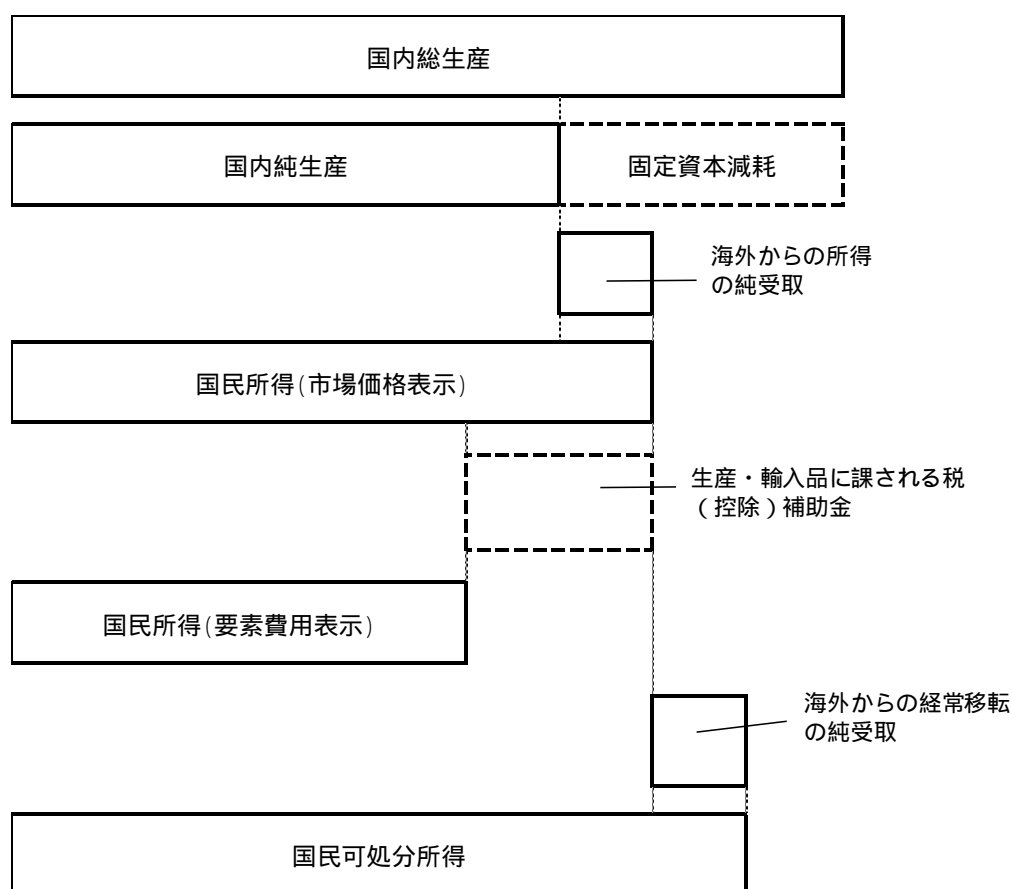 国内総生産
国内純生産
固定資本減耗
海外からの所得
の純受取
国民所得(市場価格表示)
生産・輸入品に課される税
(控除)補助金
国民所得(要素費用表示)
海外からの経常移転
の純受取
国民可処分所得